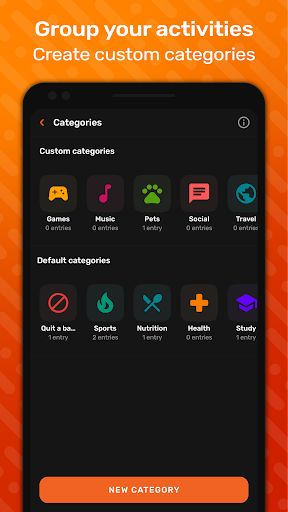 Group your activities
Create custom categories
Categories
Custom categories
Games Music Pets Social Travel
0 entries 0 entries 1 entry 0 entries 0 entries
Default categories
Quit a ba... Sports Nutrition Health Study
1 entry 2 entries 1 entry 0 entries 1 entry
NEW CATEGORY